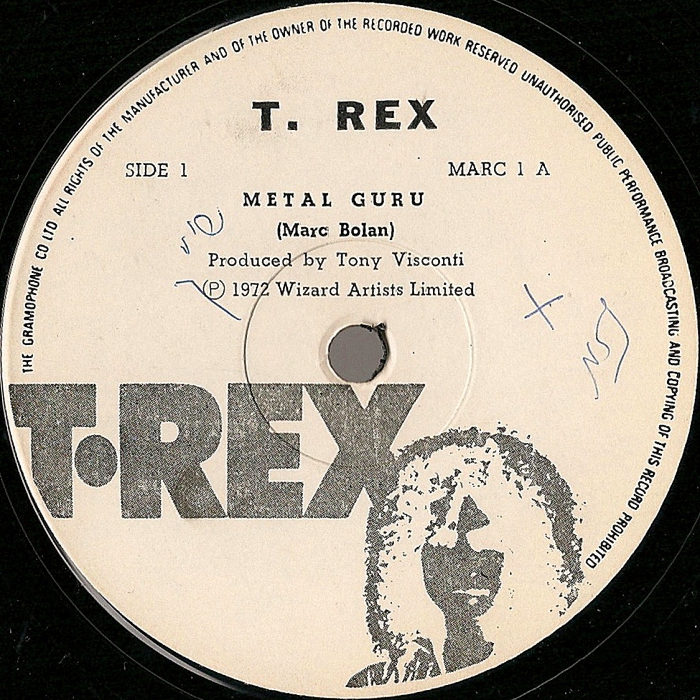 THE GRAMOPHONE CO LTD ALL RIGHTS OF THE MANUFACTURER AND OF THE OWNER OF THE RECORDED WORK RESERVED UNAUTHORISED PUBLIC PERFORMANCE BROADCASTING AND COPYING OF THIS RECORD PROHIBITED
T. REX
SIDE 1 MARC 1 A
METAL GURU
(Marc Bolan)
Produced by Tony Visconti
Ⓟ 1972 Wizard Artists Limited
T·REX